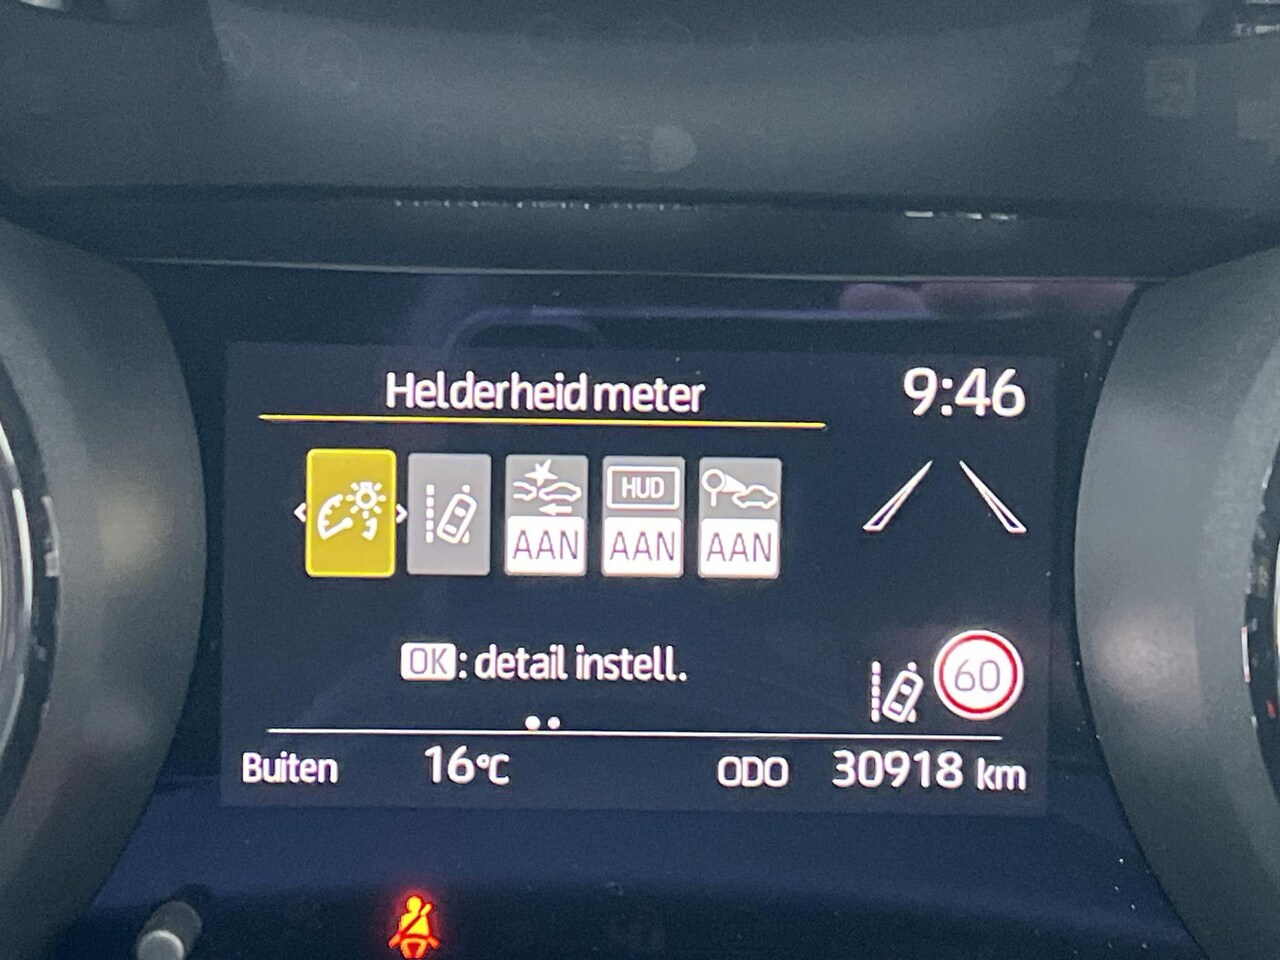 Helderheid meter
9:46
HUD
AAN AAN AAN
OK: detail instell.
60
Buiten 16°C ODO 30918 km